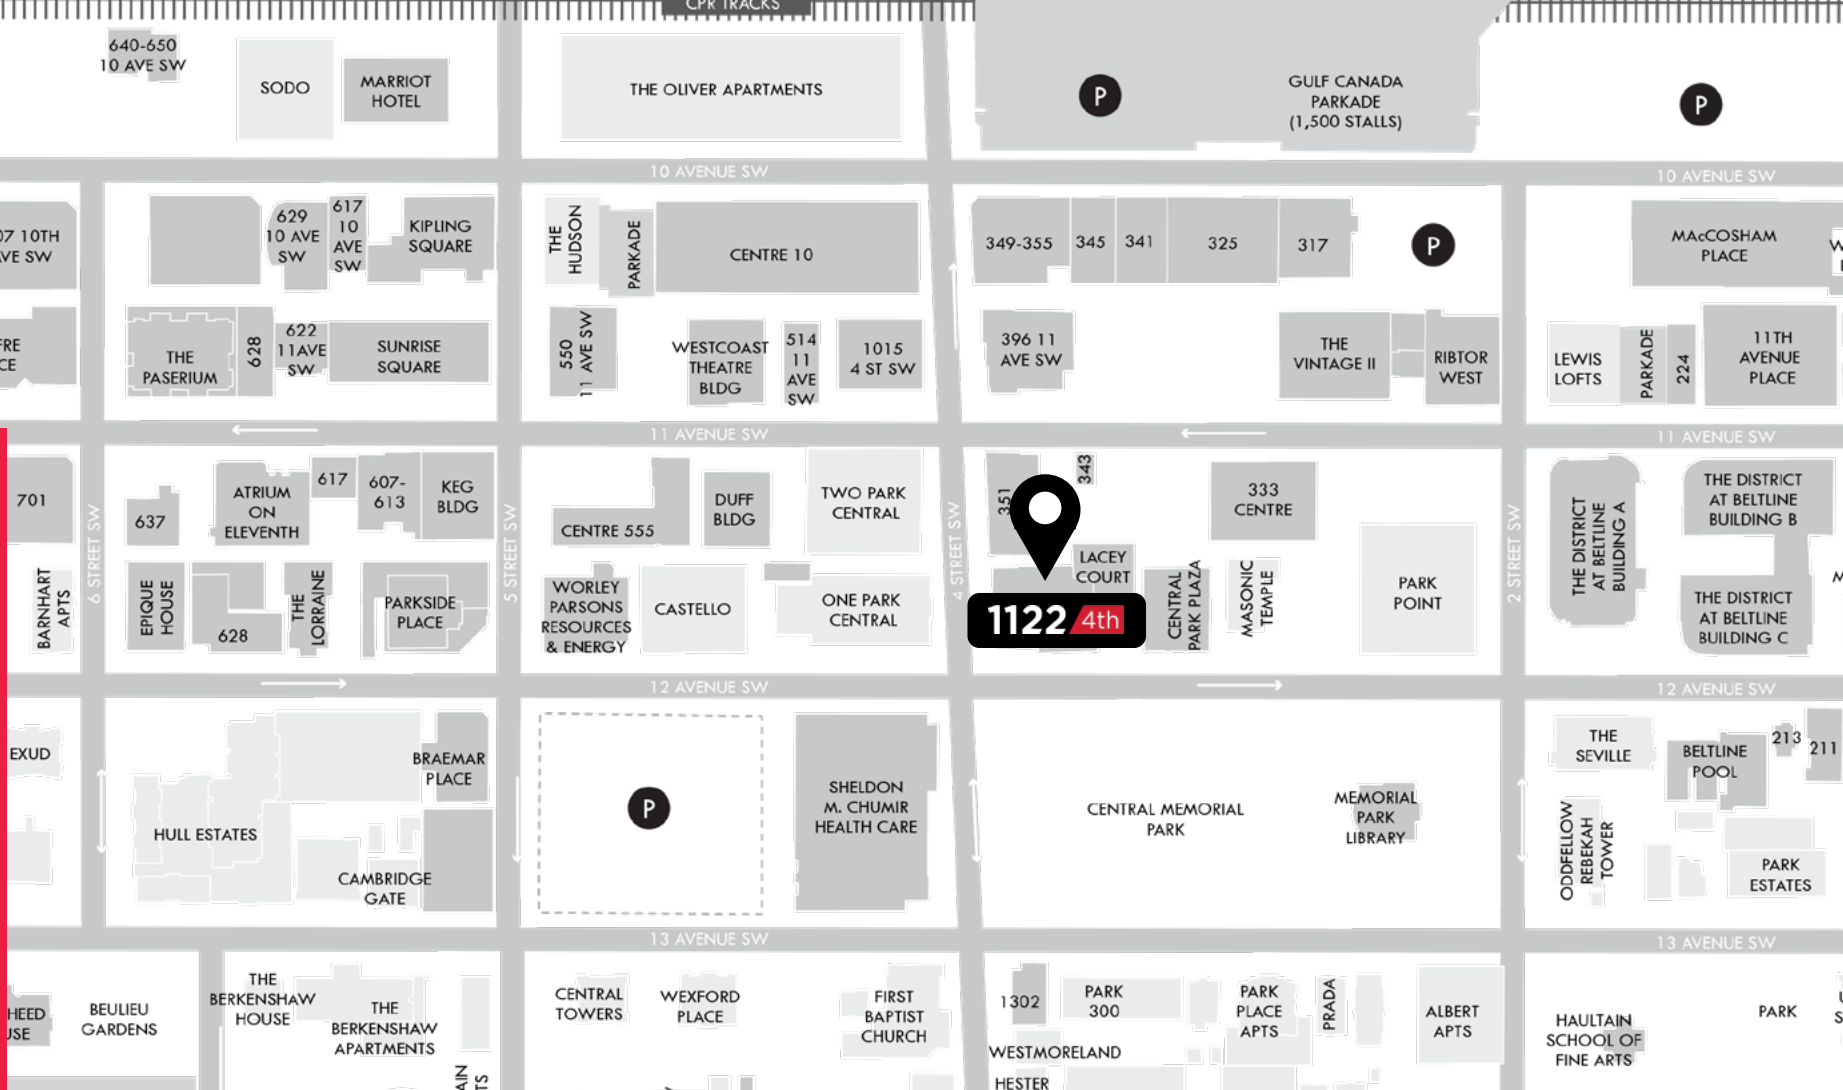 CPR TRACKS
640-650
10 AVE SW
SODO
MARRIOT
HOTEL
THE OLIVER APARTMENTS
P
GULF CANADA
PARKADE
(1,500 STALLS)
P
10 AVENUE SW
10 AVENUE SW
07 10TH
VE SW
629
10 AVE
SW
617
10
AVE
SW
KIPLING
SQUARE
THE
HUDSON
PARKADE
CENTRE 10
349-355
345
341
325
317
P
MAcCOSHAM
PLACE
THE
PASERIUM
628
622
11AVE
SW
SUNRISE
SQUARE
550
11 AVE SW
WESTCOAST
THEATRE
BLDG
514
11
AVE
SW
1015
4 ST SW
396 11
AVE SW
THE
VINTAGE II
RIBTOR
WEST
LEWIS
LOFTS
PARKADE
224
11TH
AVENUE
PLACE
11 AVENUE SW
11 AVENUE SW
701
6 STREET SW
637
ATRIUM
ON
ELEVENTH
617
607-
613
KEG
BLDG
5 STREET SW
CENTRE 555
DUFF
BLDG
TWO PARK
CENTRAL
4 STREET SW
351
343
333
CENTRE
2 STREET SW
THE DISTRICT
AT BELTLINE
BUILDING A
THE DISTRICT
AT BELTLINE
BUILDING B
BARNHART
APTS
EPIQUE
HOUSE
628
THE
LORRAINE
PARKSIDE
PLACE
WORLEY
PARSONS
RESOURCES
& ENERGY
CASTELLO
ONE PARK
CENTRAL
LACEY
COURT
1122 4th
CENTRAL
PARK PLAZA
MASONIC
TEMPLE
PARK
POINT
THE DISTRICT
AT BELTLINE
BUILDING C
12 AVENUE SW
12 AVENUE SW
EXUD
HULL ESTATES
BRAEMAR
PLACE
CAMBRIDGE
GATE
P
SHELDON
M. CHUMIR
HEALTH CARE
CENTRAL MEMORIAL
PARK
MEMORIAL
PARK
LIBRARY
THE
SEVILLE
BELTLINE
POOL
213
211
ODDFELLOW
REBEKAH
TOWER
PARK
ESTATES
13 AVENUE SW
13 AVENUE SW
HEED
USE
BEULIEU
GARDENS
THE
BERKENSHAW
HOUSE
THE
BERKENSHAW
APARTMENTS
CENTRAL
TOWERS
WEXFORD
PLACE
FIRST
BAPTIST
CHURCH
1302
PARK
300
WESTMORELAND
HESTER
PARK
PLACE
APTS
PRADA
ALBERT
APTS
HAULTAIN
SCHOOL OF
FINE ARTS
PARK